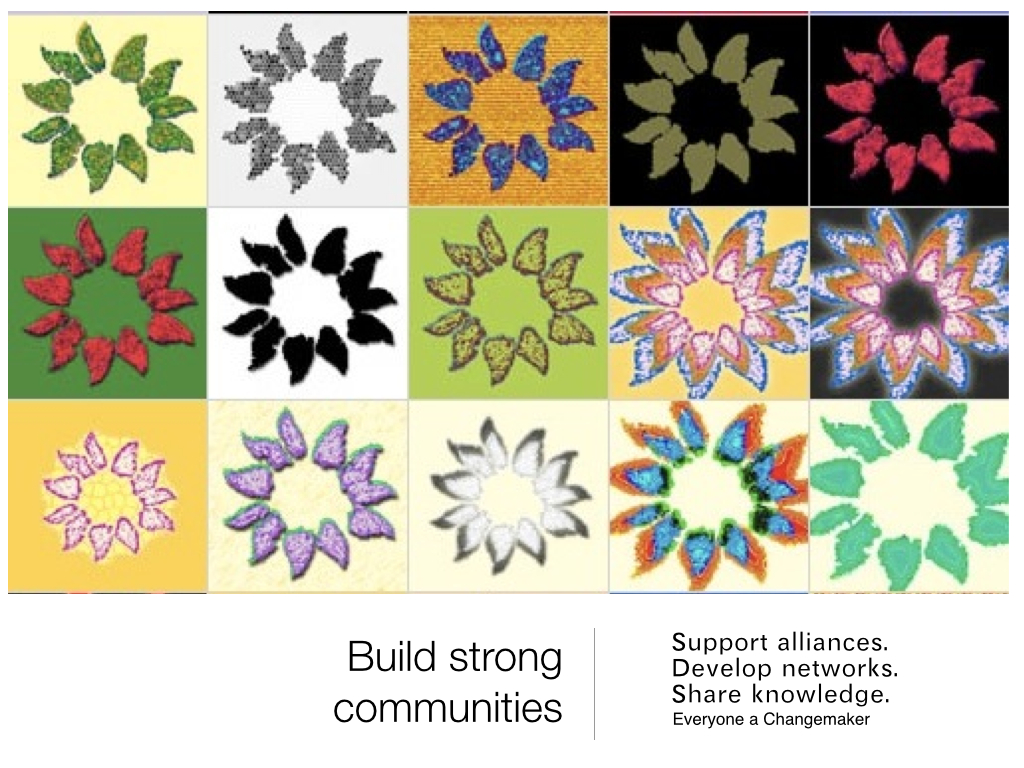 Build strong
communities
Support alliances.
Develop networks.
Share knowledge.
Everyone a Changemaker